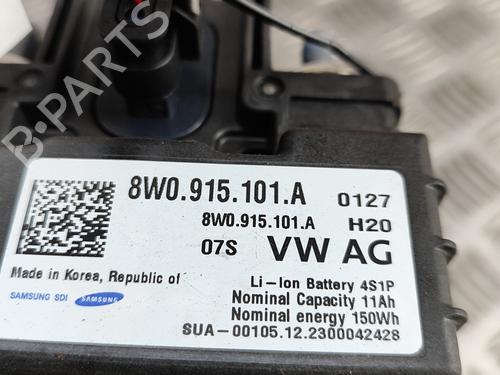 B-PARTS
8W0.915.101.A 0127
8W0.915.101.A H20
07S VW AG
Made in Korea, Republic of
SAMSUNG SDI SAMSUNG
Li-Ion Battery 4S1P
Nominal Capacity 11Ah
Nominal energy 150Wh
SUA-00105.12.2300042428